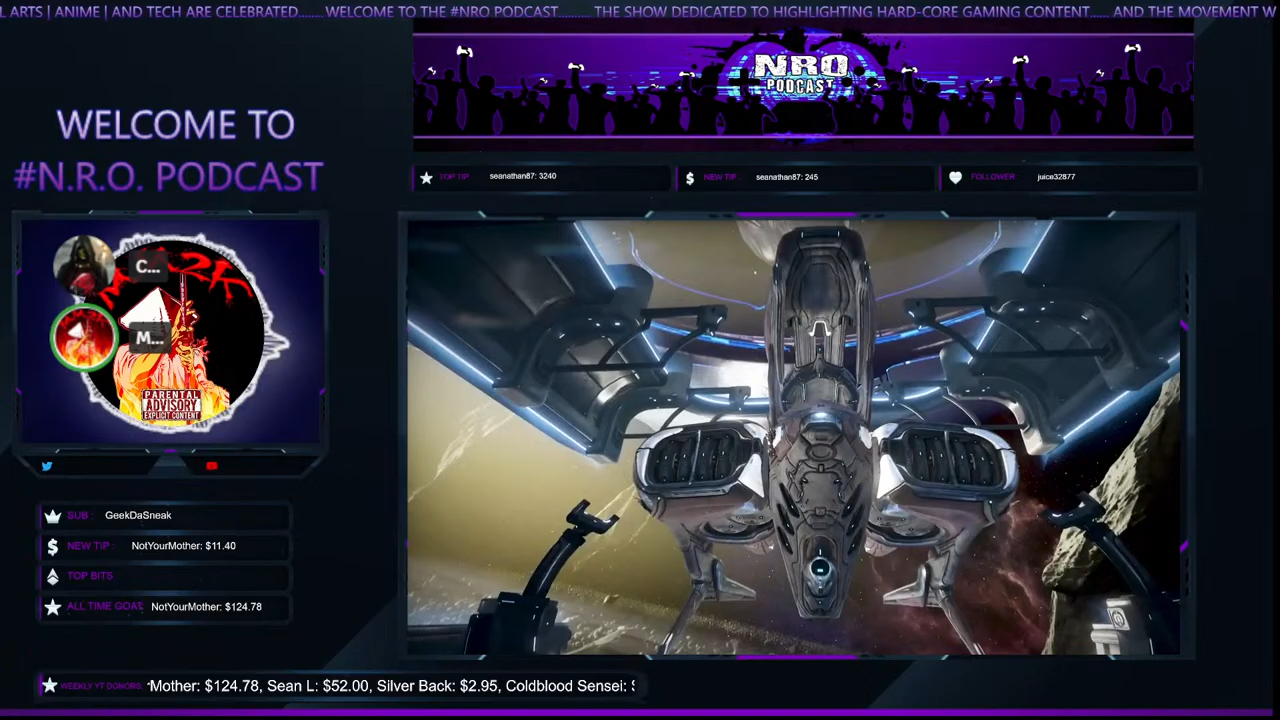 L ARTS | ANIME | AND TECH ARE CELEBRATED....... WELCOME TO THE #NRO PODCAST......... THE SHOW DEDICATED TO HIGHLIGHTING HARD-CORE GAMING CONTENT..... AND THE MOVEMENT W
NRO
PODCAST
WELCOME TO
#N.R.O. PODCAST
TOP TIP seanathan87: 3240
NEW TIP seanathan87: 245
FOLLOWER juice32877
C...
M...
PARENTAL
ADVISORY
EXPLICIT CONTENT
SUB : GeekDaSneak
NEW TIP : NotYourMother: $11.40
TOP BITS
ALL TIME GOAT: NotYourMother: $124.78
WEEKLY YT DONORS: Mother: $124.78, Sean L: $52.00, Silver Back: $2.95, Coldblood Sensei: